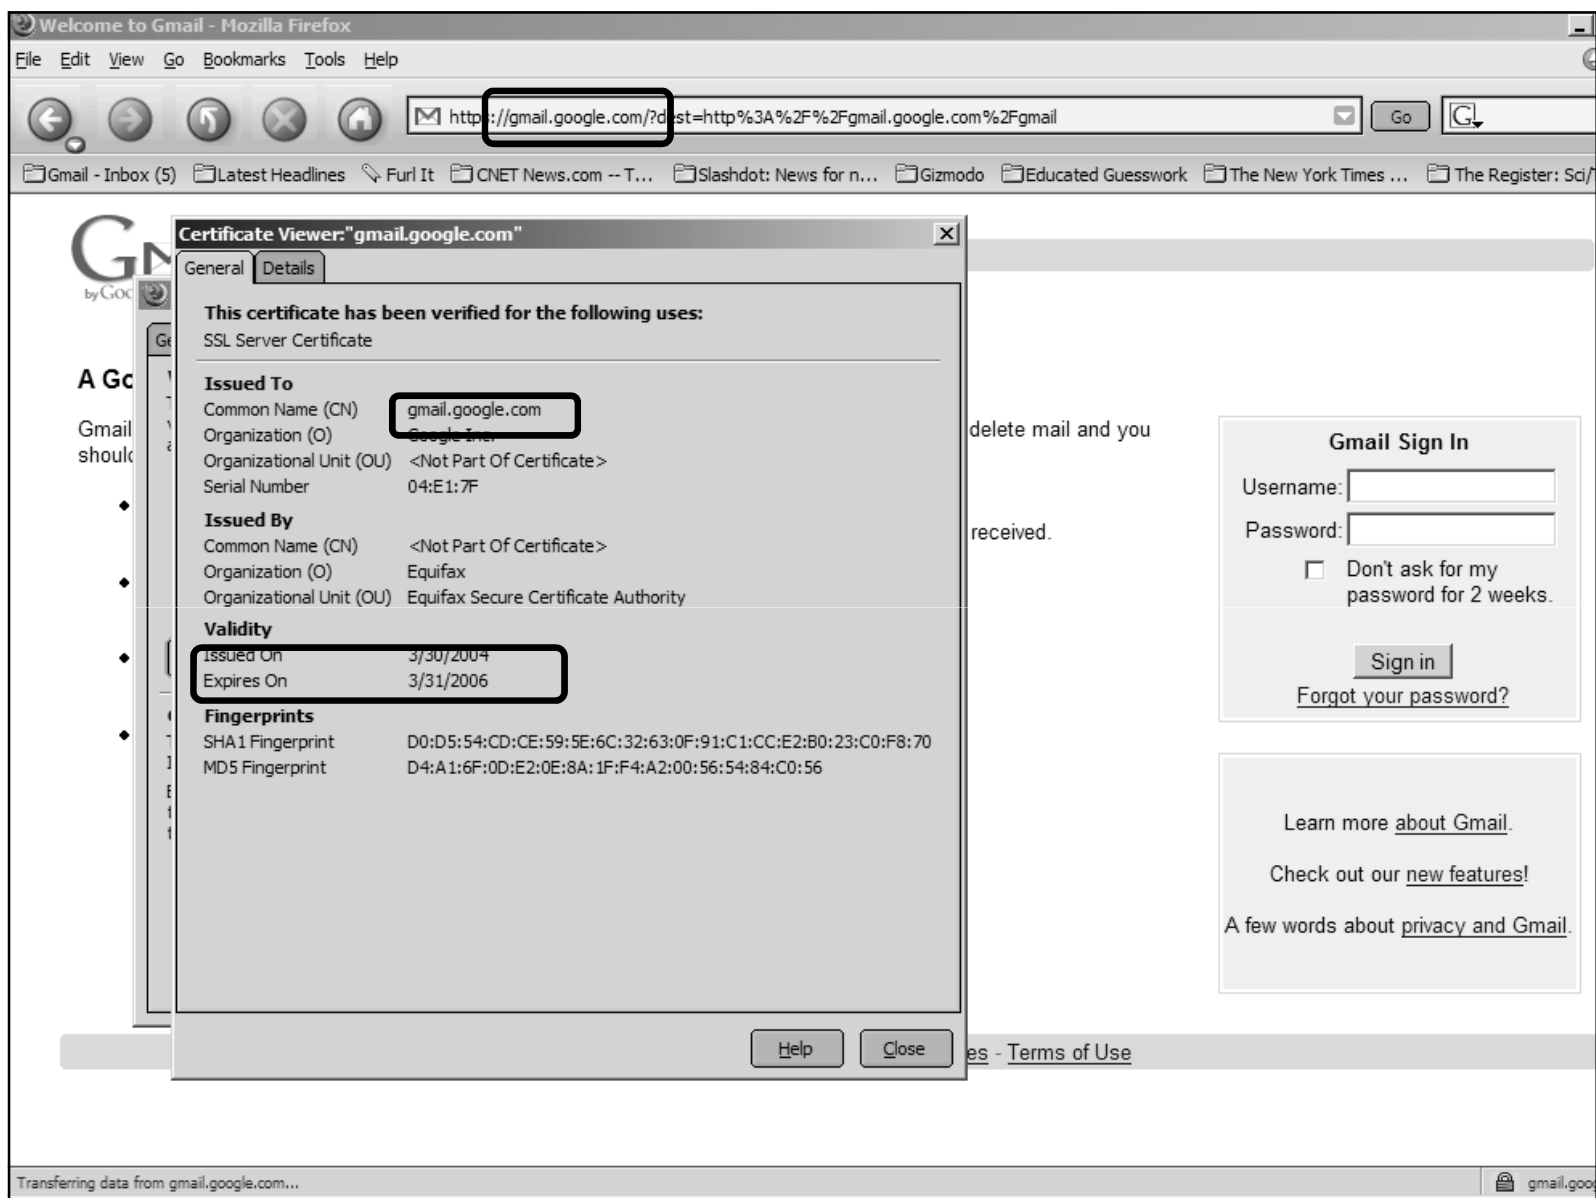 Welcome to Gmail - Mozilla Firefox
File Edit View Go Bookmarks Tools Help
https://gmail.google.com/?dest=http%3A%2F%2Fgmail.google.com%2Fgmail Go G
Gmail - Inbox (5) Latest Headlines Furl It CNET News.com -- T... Slashdot: News for n... Gizmodo Educated Guesswork The New York Times ... The Register: Sci/
Certificate Viewer:"gmail.google.com"
General Details
by Goo
This certificate has been verified for the following uses:
Ge
SSL Server Certificate
A Go
Issued To
Common Name (CN) gmail.google.com
Gmail
Organization (O) Google Inc.
delete mail and you
should
Organizational Unit (OU) <Not Part Of Certificate>
Serial Number 04:E1:7F
Issued By
received.
Common Name (CN) <Not Part Of Certificate>
Organization (O) Equifax
Organizational Unit (OU) Equifax Secure Certificate Authority
Validity
Issued On 3/30/2004
Expires On 3/31/2006
Fingerprints
SHA1 Fingerprint D0:D5:54:CD:CE:59:5E:6C:32:63:0F:91:C1:CC:E2:B0:23:C0:F8:70
MD5 Fingerprint D4:A1:6F:0D:E2:0E:8A:1F:F4:A2:00:56:54:84:C0:56
Help Close
Gmail Sign In
Username:
Password:
Don't ask for my
password for 2 weeks.
Sign in
Forgot your password?
Learn more about Gmail.
Check out our new features!
A few words about privacy and Gmail.
es - Terms of Use
Transferring data from gmail.google.com... gmail.goo